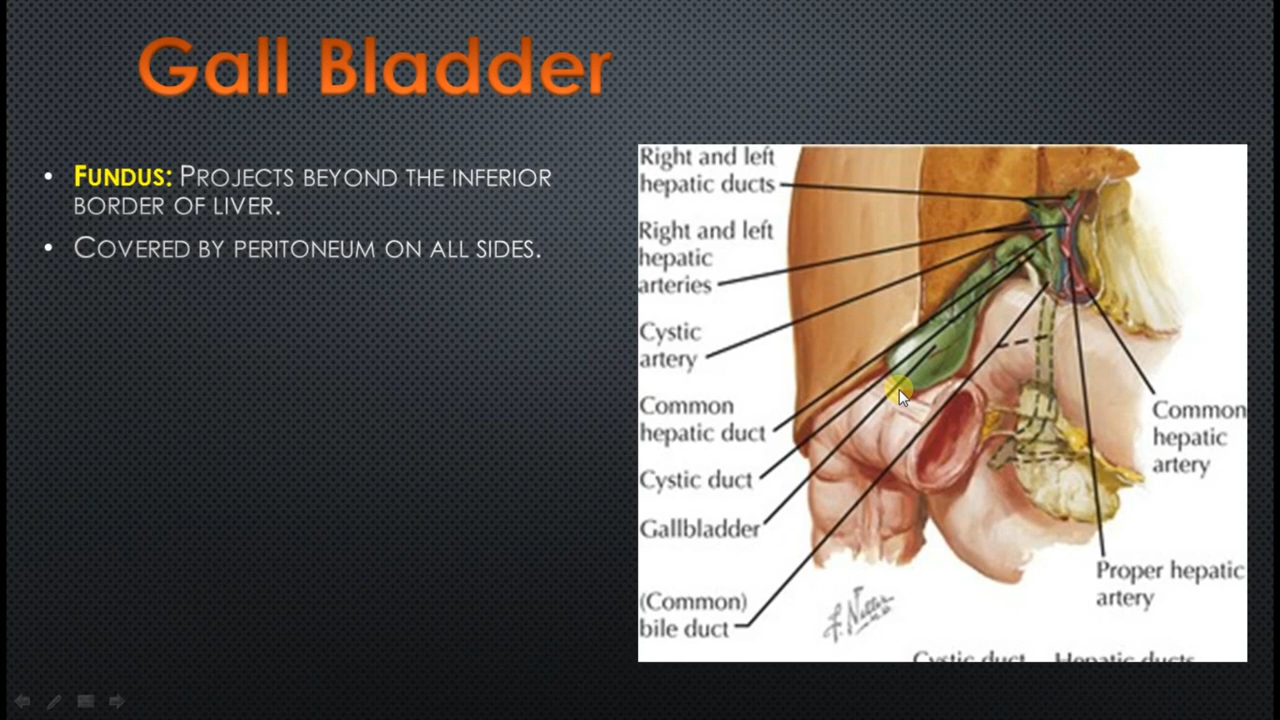 Gall Bladder
• FUNDUS: PROJECTS BEYOND THE INFERIOR
BORDER OF LIVER.
• COVERED BY PERITONEUM ON ALL SIDES.
Right and left
hepatic ducts
Right and left
hepatic
arteries
Cystic
artery
Common
hepatic duct
Cystic duct
Gallbladder
(Common)
bile duct
Common
hepatic
artery
Proper hepatic
artery
F. Netter
Cystic duct Hepatic ducts